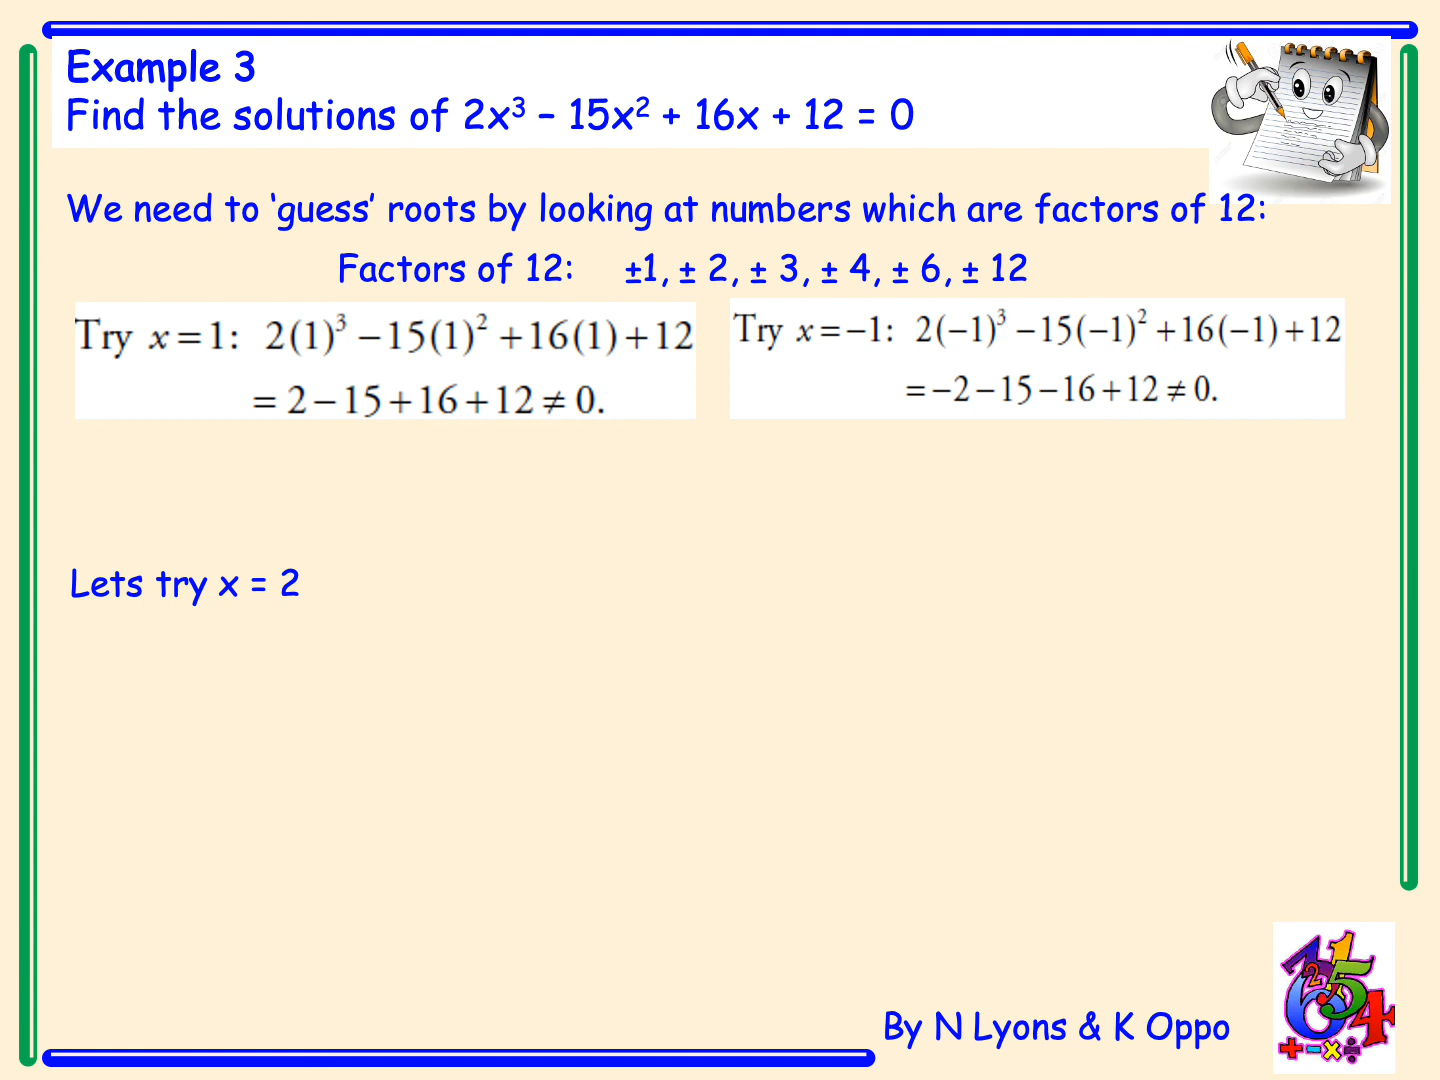 Example 3
Find the solutions of 2x³ – 15x² + 16x + 12 = 0
We need to ‘guess’ roots by looking at numbers which are factors of 12:
Factors of 12: ±1, ± 2, ± 3, ± 4, ± 6, ± 12
Try x = 1: 2(1)³ − 15(1)² + 16(1) + 12
= 2 − 15 + 16 + 12 ≠ 0.
Try x = −1: 2(−1)³ − 15(−1)² + 16(−1) + 12
= −2 − 15 − 16 + 12 ≠ 0.
Lets try x = 2
By N Lyons & K Oppo